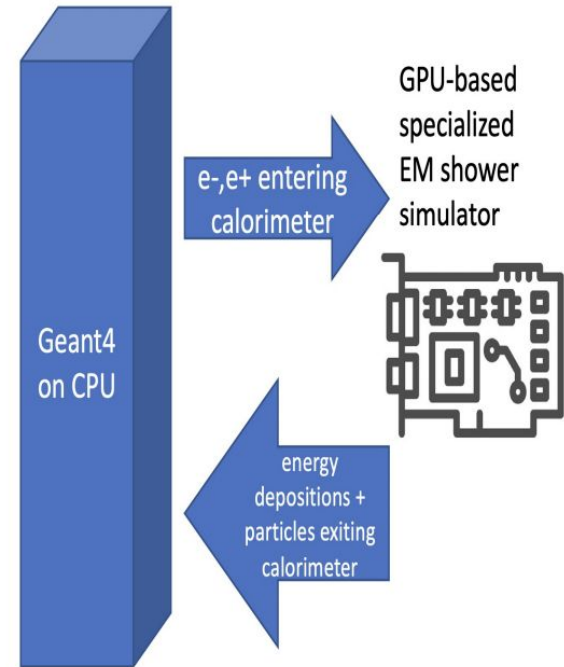 GPU-based
specialized
EM shower
simulator
e-,e+ entering
calorimeter
Geant4
on CPU
energy
depositions +
particles exiting
calorimeter